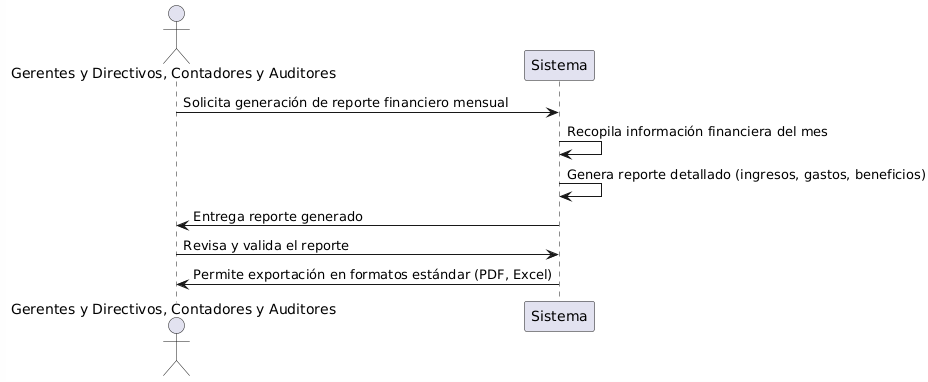 Gerentes y Directivos, Contadores y Auditores
Sistema
Solicita generación de reporte financiero mensual
Recopila información financiera del mes
Genera reporte detallado (ingresos, gastos, beneficios)
Entrega reporte generado
Revisa y valida el reporte
Permite exportación en formatos estándar (PDF, Excel)
Gerentes y Directivos, Contadores y Auditores
Sistema